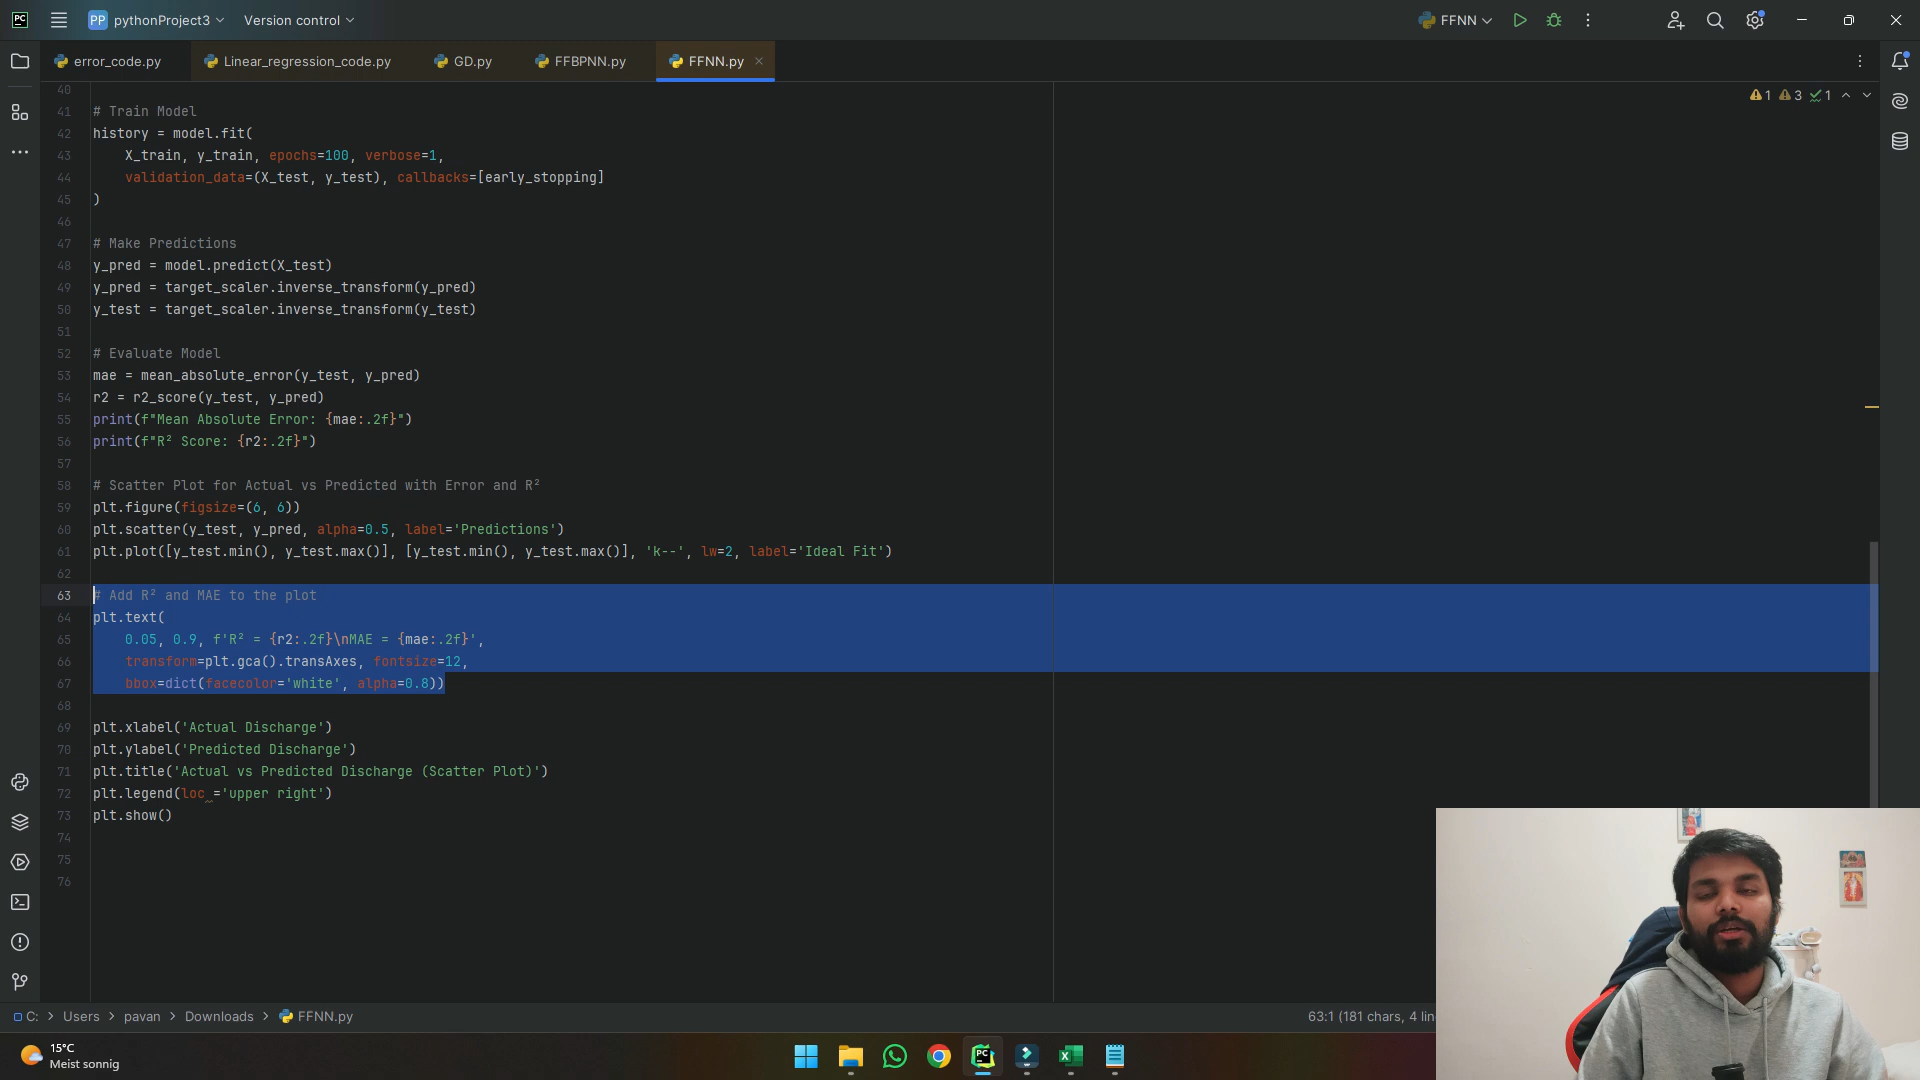 PC
PP pythonProject3
Version control
FFNN
error_code.py
Linear_regression_code.py
GD.py
FFBPNN.py
FFNN.py
1 3 1
40
41 # Train Model
42 history = model.fit(
43 X_train, y_train, epochs=100, verbose=1,
44 validation_data=(X_test, y_test), callbacks=[early_stopping]
45 )
46
47 # Make Predictions
48 y_pred = model.predict(X_test)
49 y_pred = target_scaler.inverse_transform(y_pred)
50 y_test = target_scaler.inverse_transform(y_test)
51
52 # Evaluate Model
53 mae = mean_absolute_error(y_test, y_pred)
54 r2 = r2_score(y_test, y_pred)
55 print(f"Mean Absolute Error: {mae:.2f}")
56 print(f"R² Score: {r2:.2f}")
57
58 # Scatter Plot for Actual vs Predicted with Error and R²
59 plt.figure(figsize=(6, 6))
60 plt.scatter(y_test, y_pred, alpha=0.5, label='Predictions')
61 plt.plot([y_test.min(), y_test.max()], [y_test.min(), y_test.max()], 'k--', lw=2, label='Ideal Fit')
62
63 # Add R² and MAE to the plot
64 plt.text(
65 0.05, 0.9, f'R² = {r2:.2f}\nMAE = {mae:.2f}',
66 transform=plt.gca().transAxes, fontsize=12,
67 bbox=dict(facecolor='white', alpha=0.8))
68
69 plt.xlabel('Actual Discharge')
70 plt.ylabel('Predicted Discharge')
71 plt.title('Actual vs Predicted Discharge (Scatter Plot)')
72 plt.legend(loc ='upper right')
73 plt.show()
74
75
76
C: > Users > pavan > Downloads > FFNN.py
63:1 (181 chars, 4 lin
15°C
Meist sonnig
PC